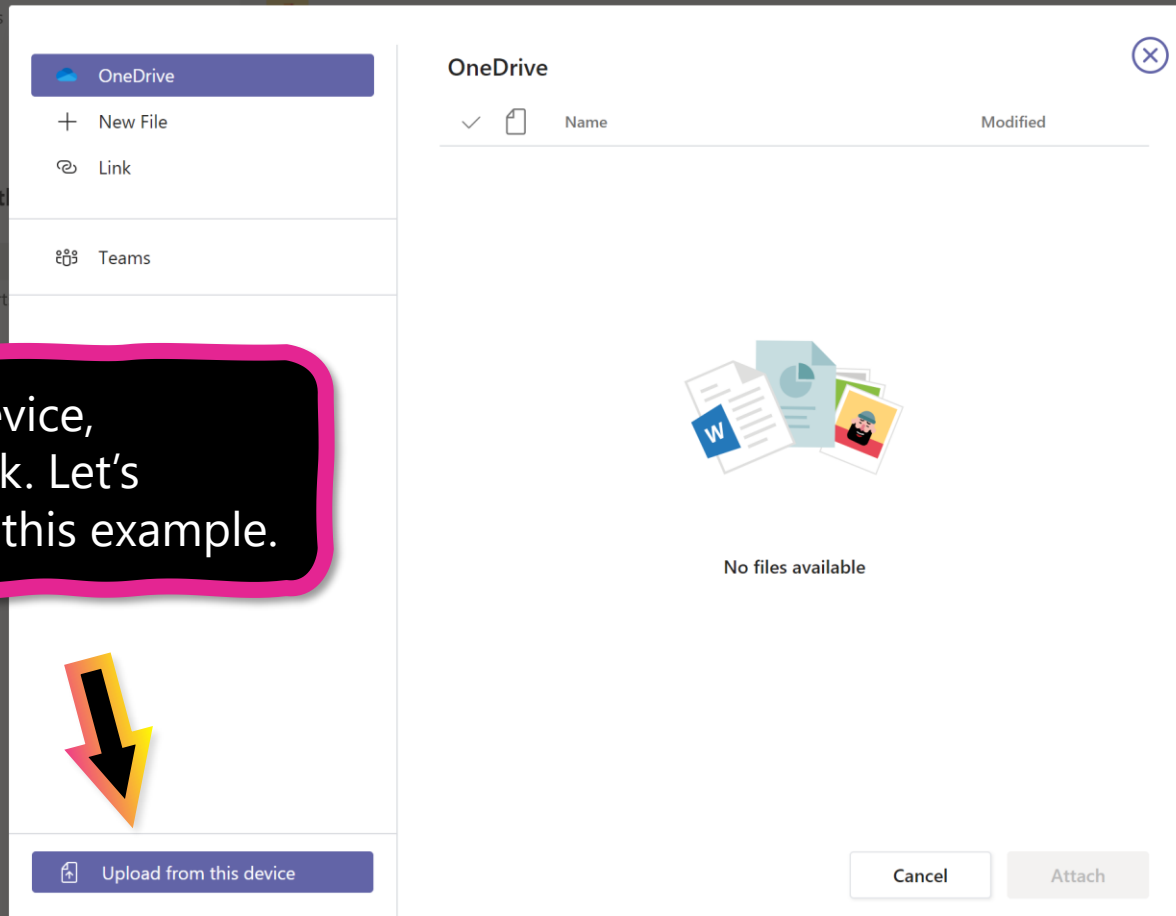 OneDrive
New File
Link
Teams
evice,
k. Let's
this example.
Upload from this device
OneDrive
Name
Modified
W
No files available
Cancel
Attach